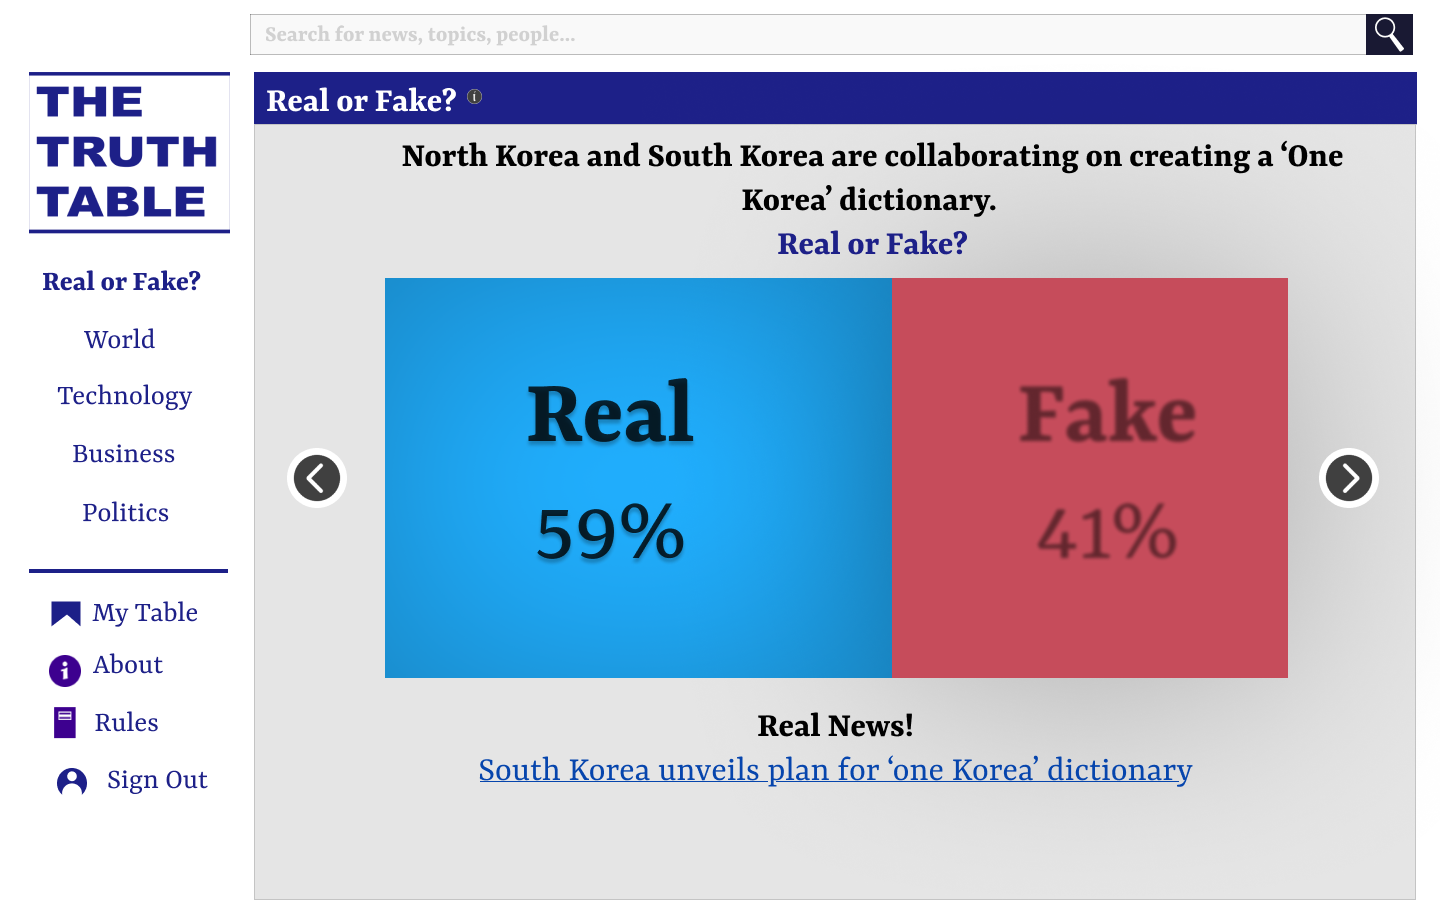 Search for news, topics, people...
THE
TRUTH
TABLE
Real or Fake?
World
Technology
Business
Politics
My Table
About
Rules
Sign Out
Real or Fake?
North Korea and South Korea are collaborating on creating a ‘One
Korea’ dictionary.
Real or Fake?
Real
59%
Fake
41%
Real News!
South Korea unveils plan for ‘one Korea’ dictionary